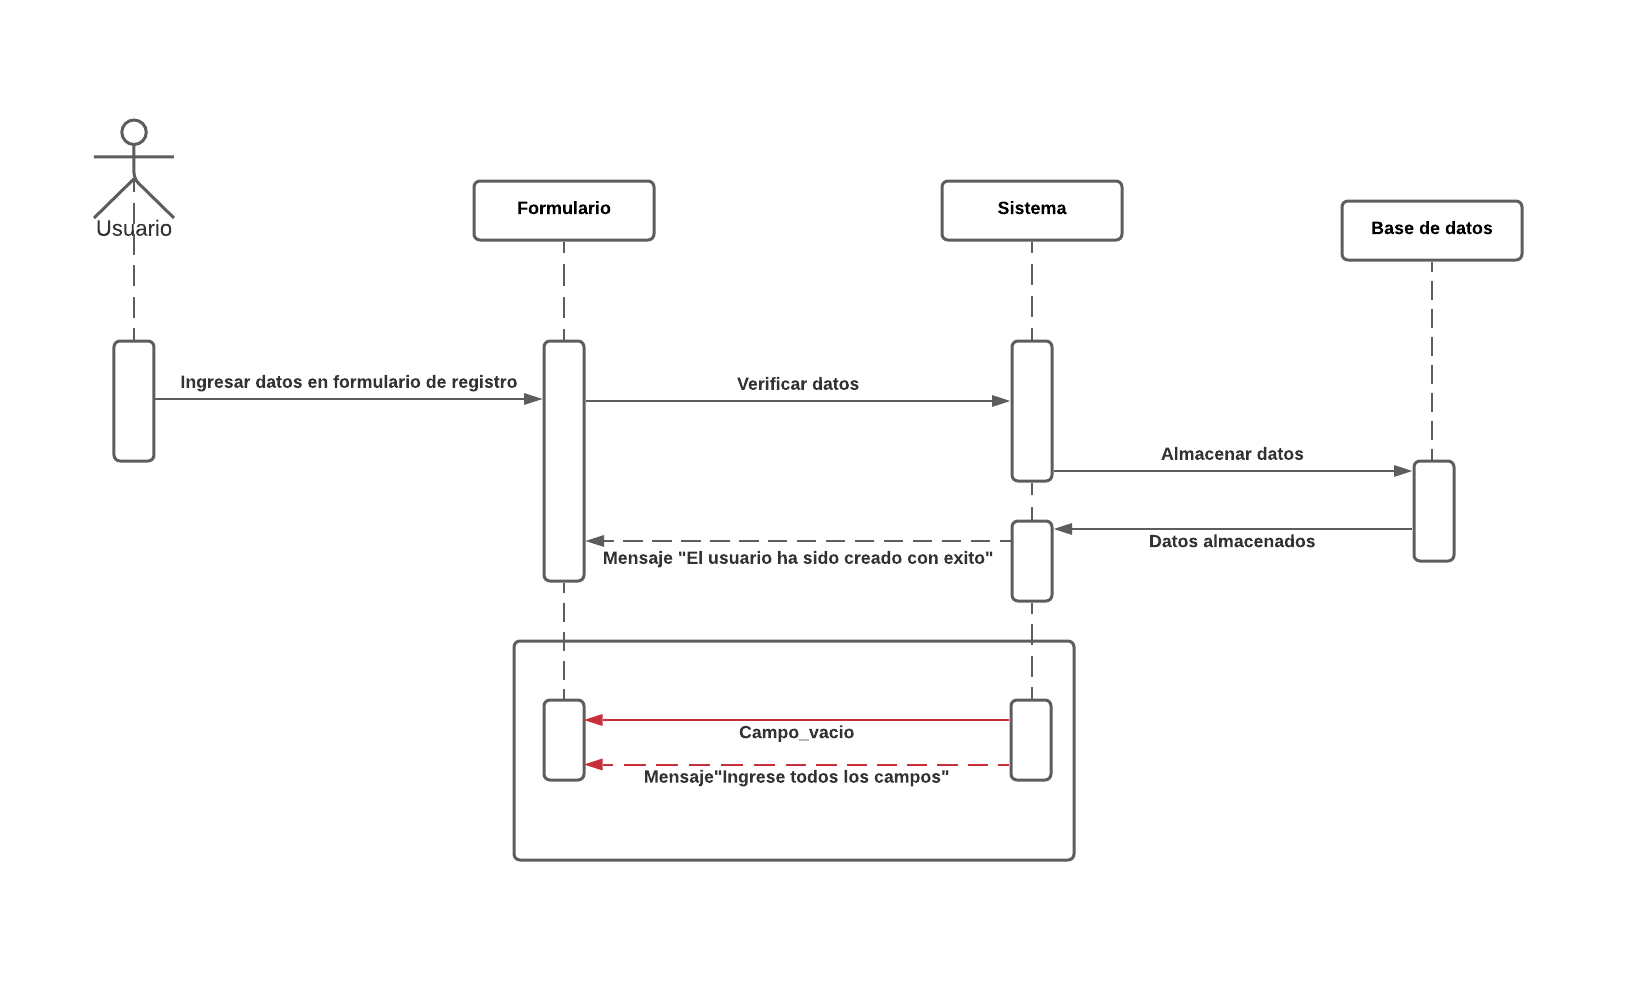 Usuario
Formulario
Sistema
Base de datos
Ingresar datos en formulario de registro
Verificar datos
Almacenar datos
Datos almacenados
Mensaje "El usuario ha sido creado con exito"
Campo_vacio
Mensaje"Ingrese todos los campos"